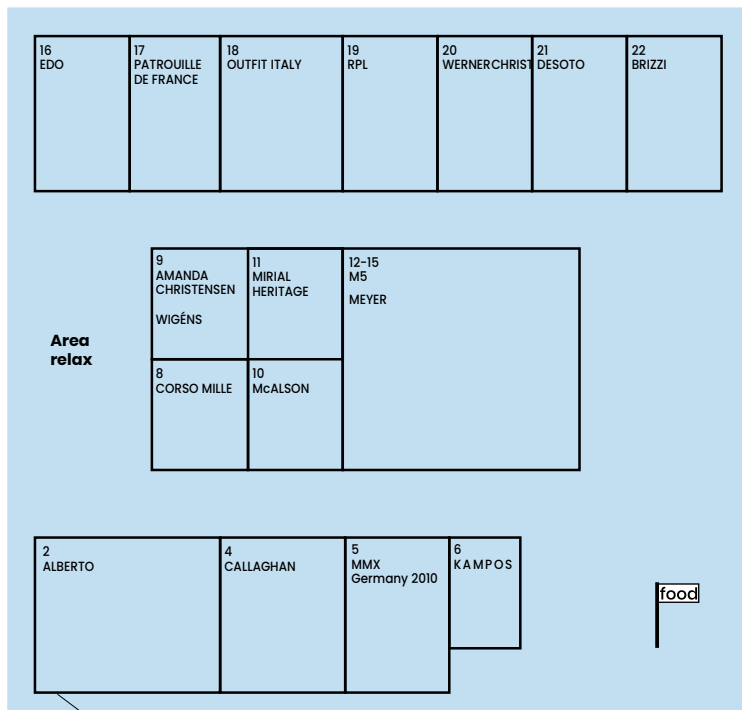 16
EDO
17
PATROUILLE
DE FRANCE
18
OUTFIT ITALY
19
RPL
20
WERNERCHRIST
21
DESOTO
22
BRIZZI
9
AMANDA
CHRISTENSEN
WIGÉNS
11
MIRIAL
HERITAGE
12-15
M5
MEYER
Area
relax
8
CORSO MILLE
10
McALSON
2
ALBERTO
4
CALLAGHAN
5
MMX
Germany 2010
6
KAMPOS
food